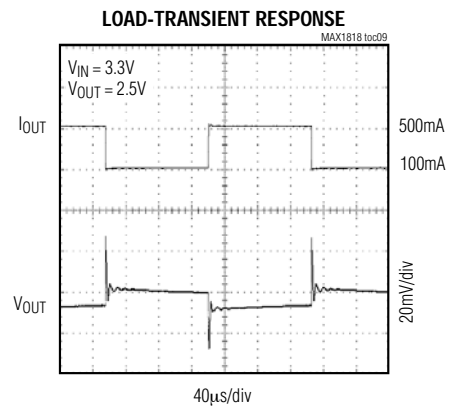 LOAD-TRANSIENT RESPONSE
MAX1818 toc09
VIN = 3.3V
VOUT = 2.5V
IOUT
500mA
100mA
VOUT
20mV/div
40µs/div